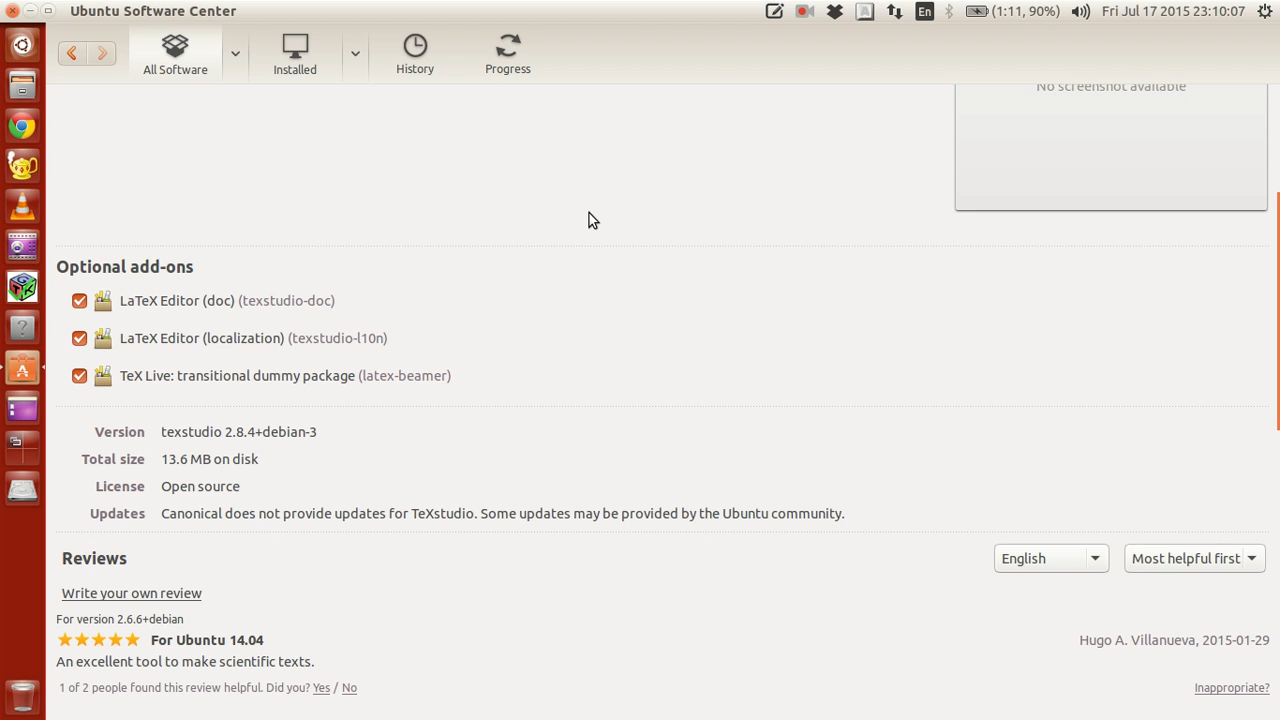 Ubuntu Software Center
En
(1:11, 90%)
Fri Jul 17 2015 23:10:07
All Software
Installed
History
Progress
No screenshot available
Optional add-ons
LaTeX Editor (doc) (texstudio-doc)
LaTeX Editor (localization) (texstudio-l10n)
TeX Live: transitional dummy package (latex-beamer)
Version texstudio 2.8.4+debian-3
Total size 13.6 MB on disk
License Open source
Updates Canonical does not provide updates for TeXstudio. Some updates may be provided by the Ubuntu community.
Reviews
English
Most helpful first
Write your own review
For version 2.6.6+debian
For Ubuntu 14.04
Hugo A. Villanueva, 2015-01-29
An excellent tool to make scientific texts.
1 of 2 people found this review helpful. Did you? Yes / No
Inappropriate?